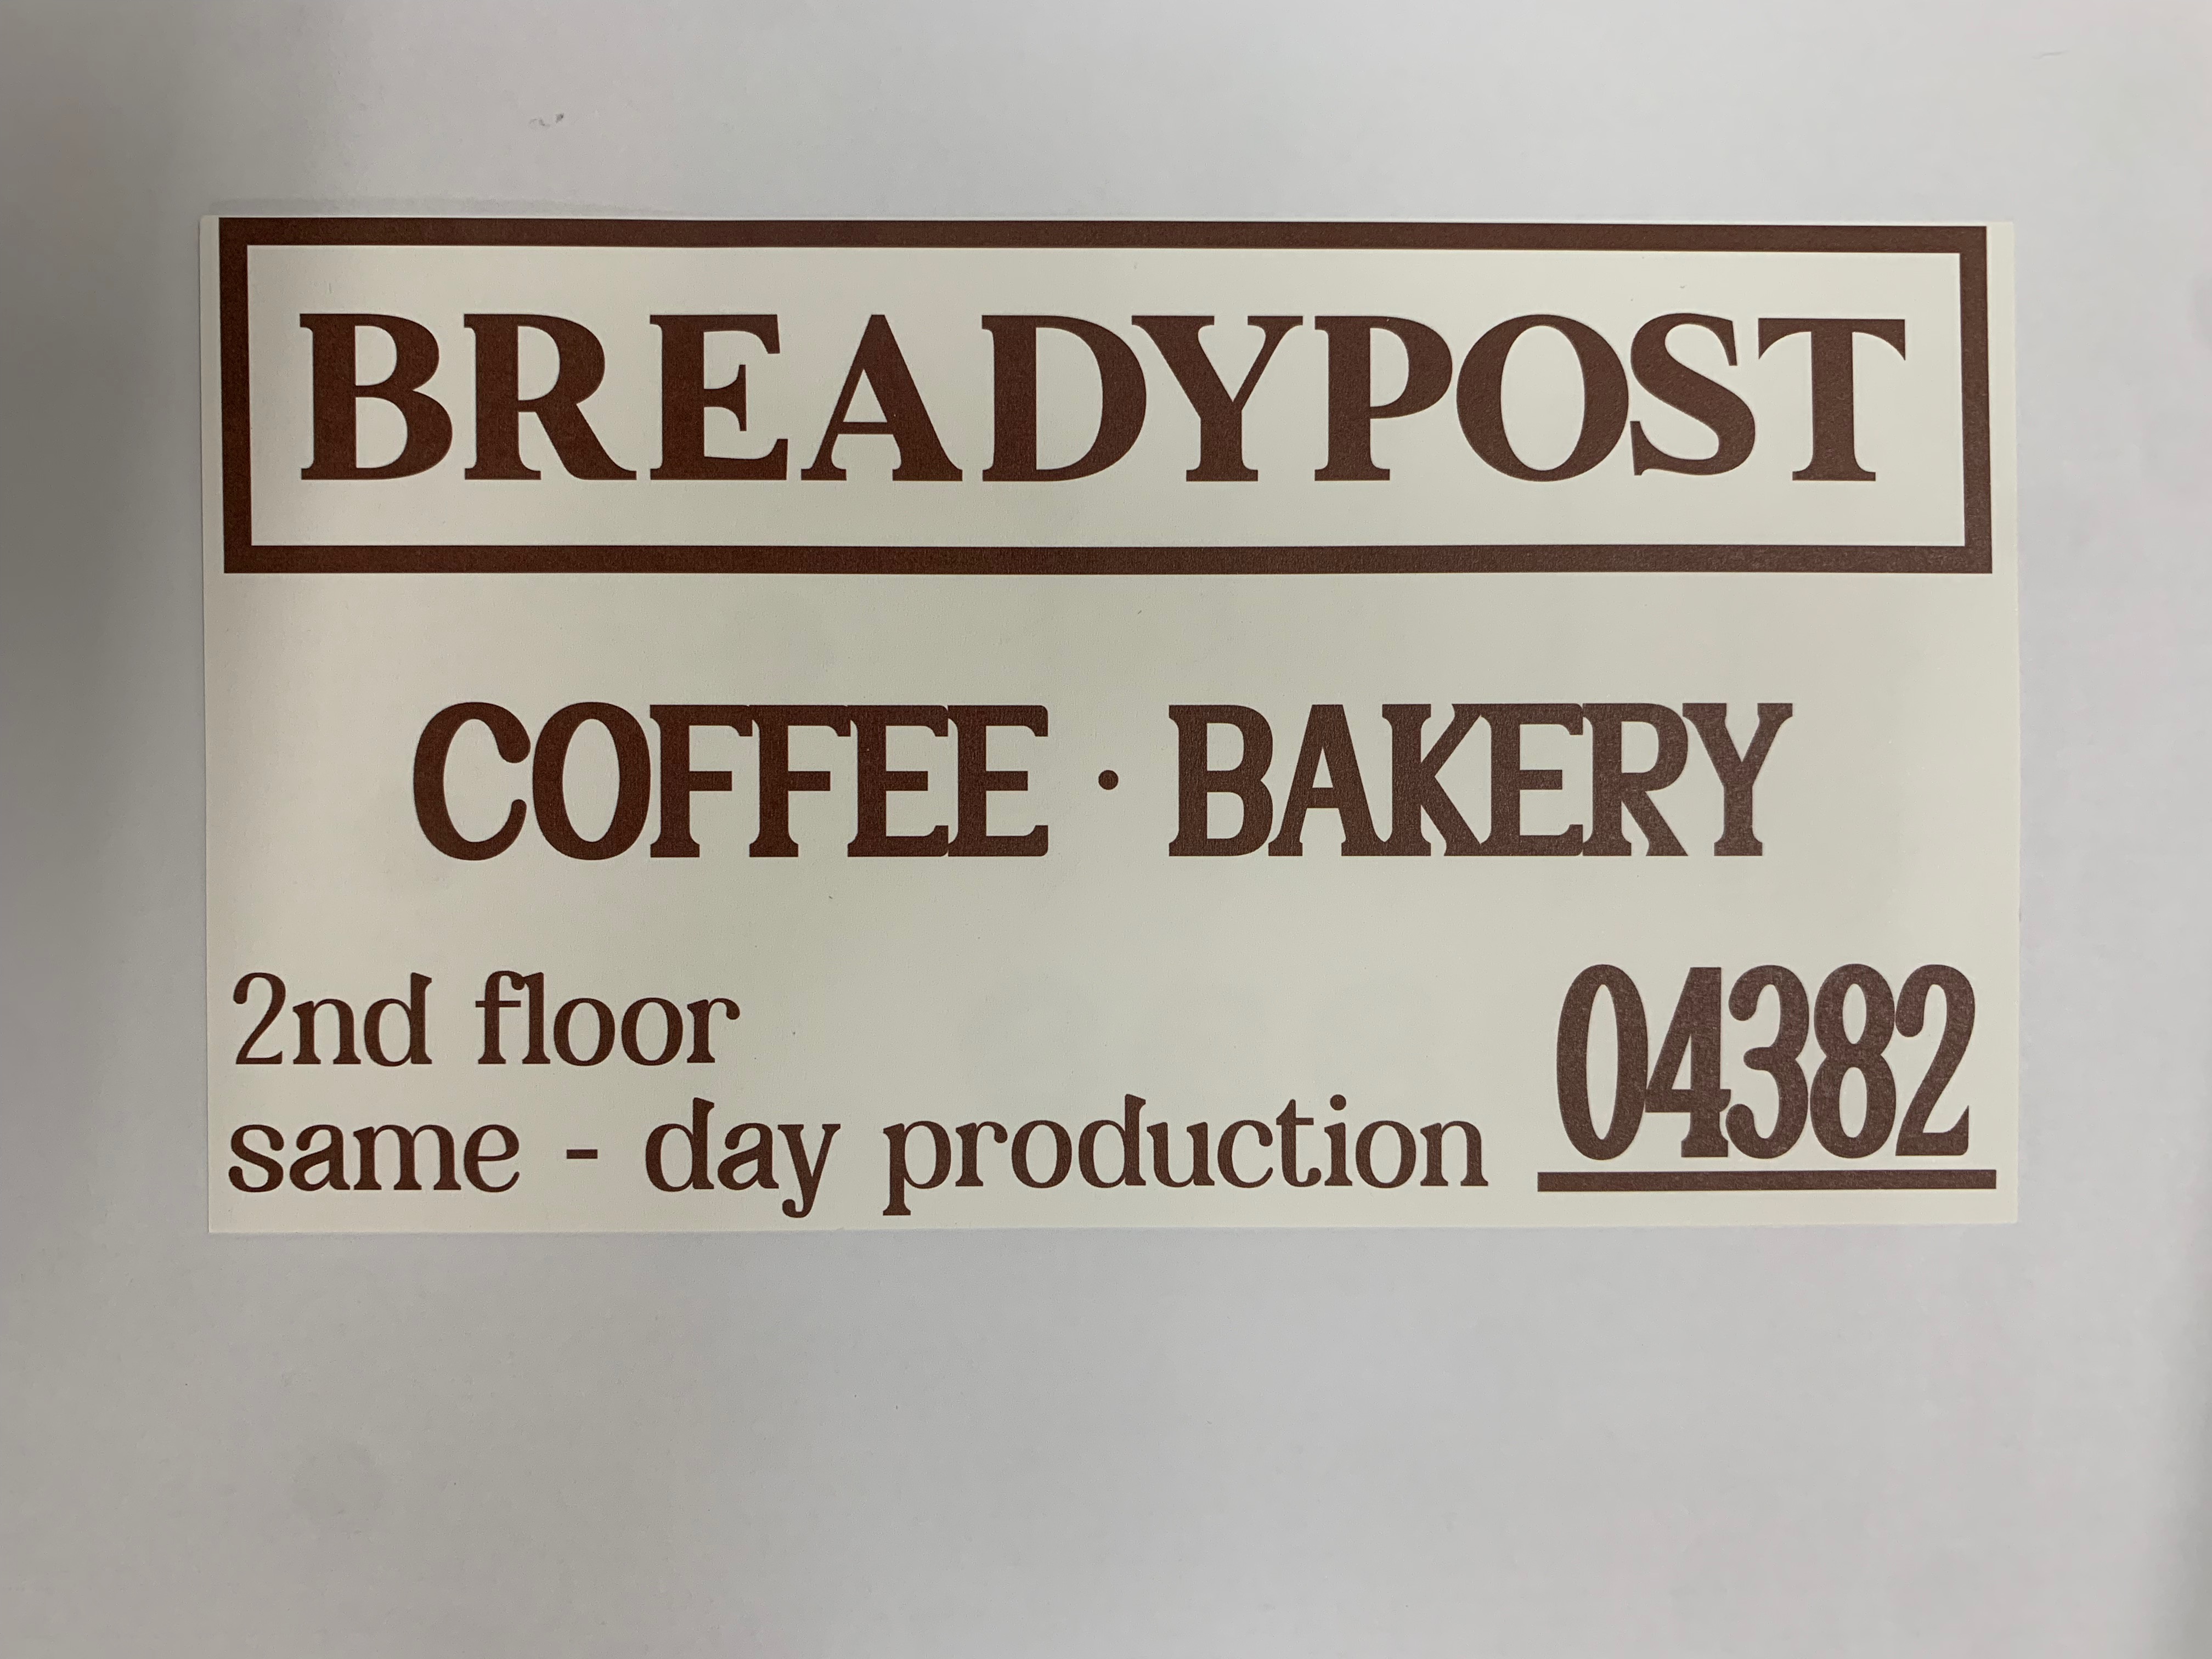 BREADYPOST
COFFEE · BAKERY
2nd floor
same - day production
04382